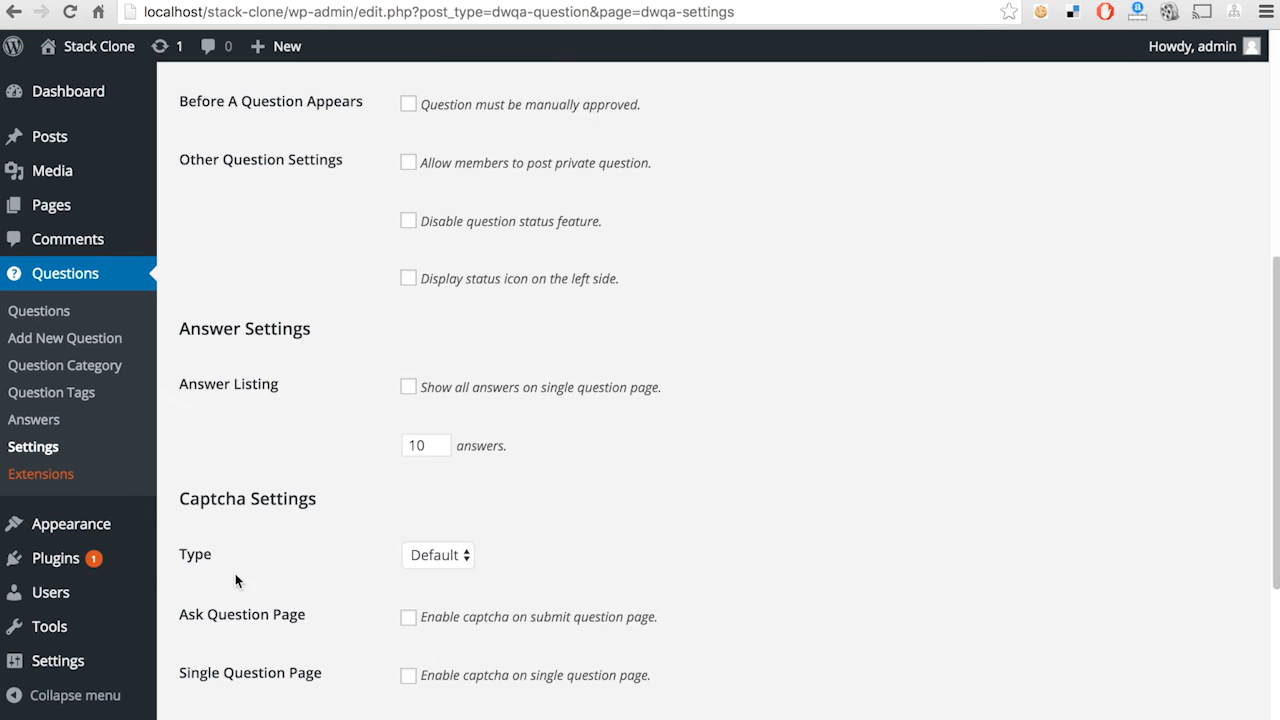 localhost/stack-clone/wp-admin/edit.php?post_type=dwqa-question&page=dwqa-settings
Stack Clone 1 0 New Howdy, admin
Dashboard
Posts
Media
Pages
Comments
Questions
Questions
Add New Question
Question Category
Question Tags
Answers
Settings
Extensions
Appearance
Plugins 1
Users
Tools
Settings
Collapse menu
Before A Question Appears Question must be manually approved.
Other Question Settings Allow members to post private question.
Disable question status feature.
Display status icon on the left side.
Answer Settings
Answer Listing Show all answers on single question page.
10 answers.
Captcha Settings
Type Default
Ask Question Page Enable captcha on submit question page.
Single Question Page Enable captcha on single question page.